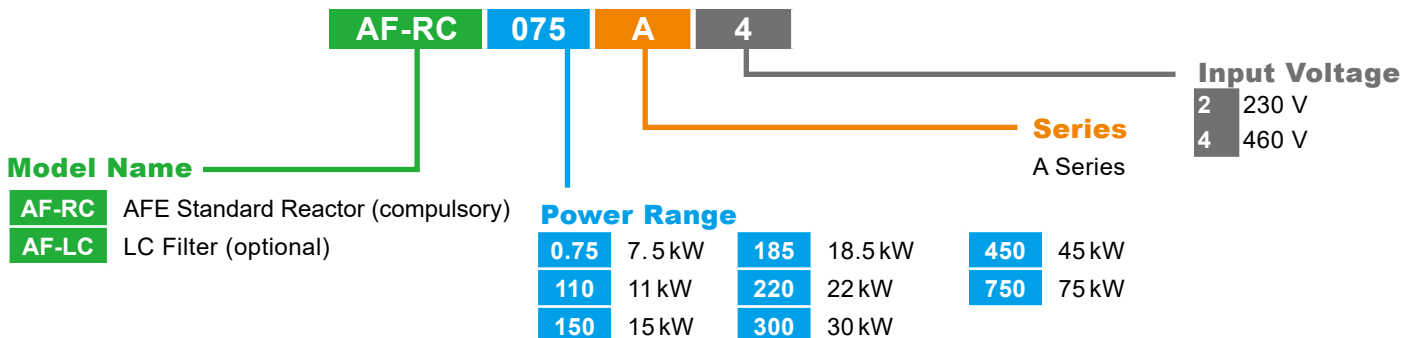 AF-RC 075 A 4
Input Voltage
2 230 V
4 460 V
Series
A Series
Model Name
AF-RC AFE Standard Reactor (compulsory)
AF-LC LC Filter (optional)
Power Range
0.75 7.5 kW 185 18.5 kW 450 45 kW
110 11 kW 220 22 kW 750 75 kW
150 15 kW 300 30 kW